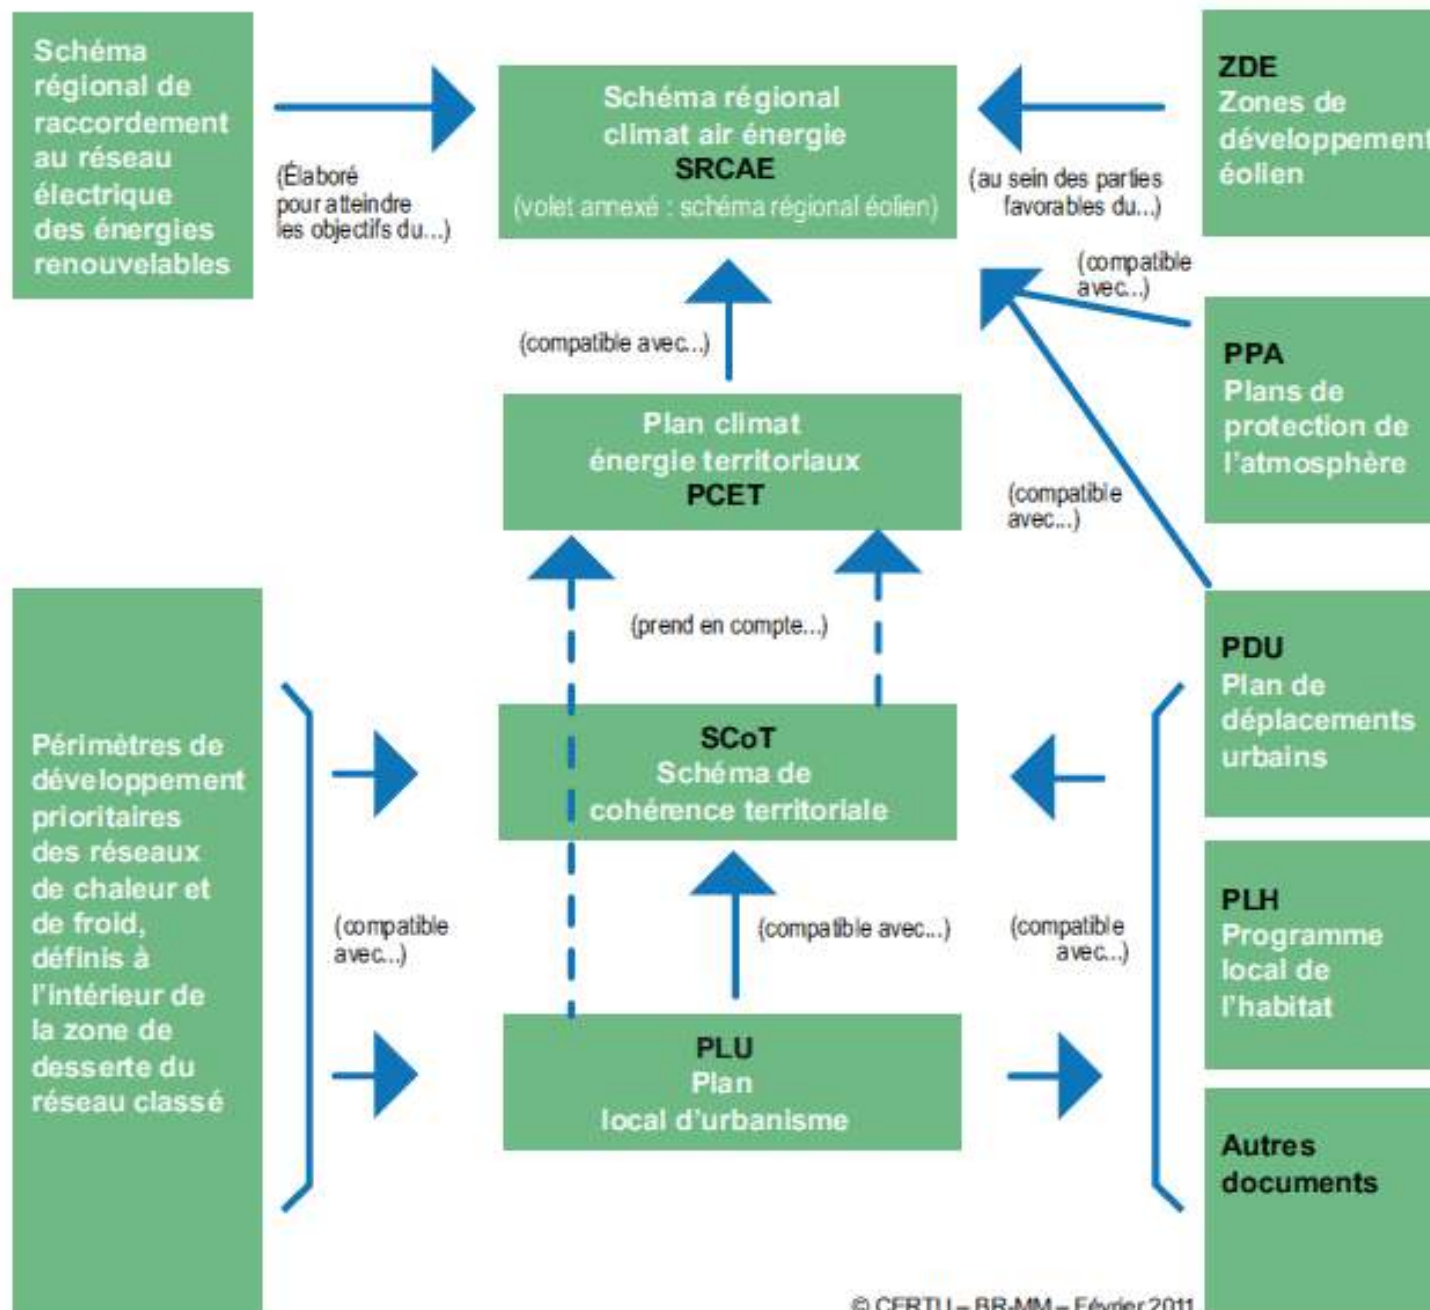 Schéma
régional de
raccordement
au réseau
électrique
des énergies
renouvelables
(Élaboré
pour atteindre
les objectifs du...)
Schéma régional
climat air énergie
SRCAE
(volet annexé : schéma régional éolien)
(au sein des parties
favorables du...)
ZDE
Zones de
développement
éolien
(compatible
avec...)
(compatible avec...)
PPA
Plans de
protection de
l'atmosphère
Plan climat
énergie territoriaux
PCET
(compatible
avec...)
(prend en compte...)
PDU
Plan de
déplacements
urbains
Périmètres de
développement
prioritaires
des réseaux
de chaleur et
de froid,
définis à
l'intérieur de
la zone de
desserte du
réseau classé
SCoT
Schéma de
cohérence territoriale
(compatible
avec...)
(compatible avec...)
(compatible
avec...)
PLH
Programme
local de
l'habitat
PLU
Plan
local d'urbanisme
Autres
documents
© CERTU – BR-MM – Février 2011